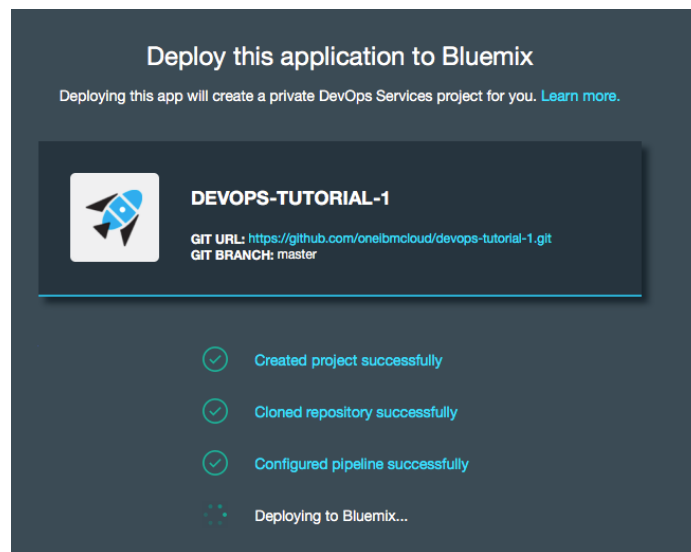 Deploy this application to Bluemix
Deploying this app will create a private DevOps Services project for you. Learn more.
DEVOPS-TUTORIAL-1
GIT URL: https://github.com/oneibmcloud/devops-tutorial-1.git
GIT BRANCH: master
Created project successfully
Cloned repository successfully
Configured pipeline successfully
Deploying to Bluemix...